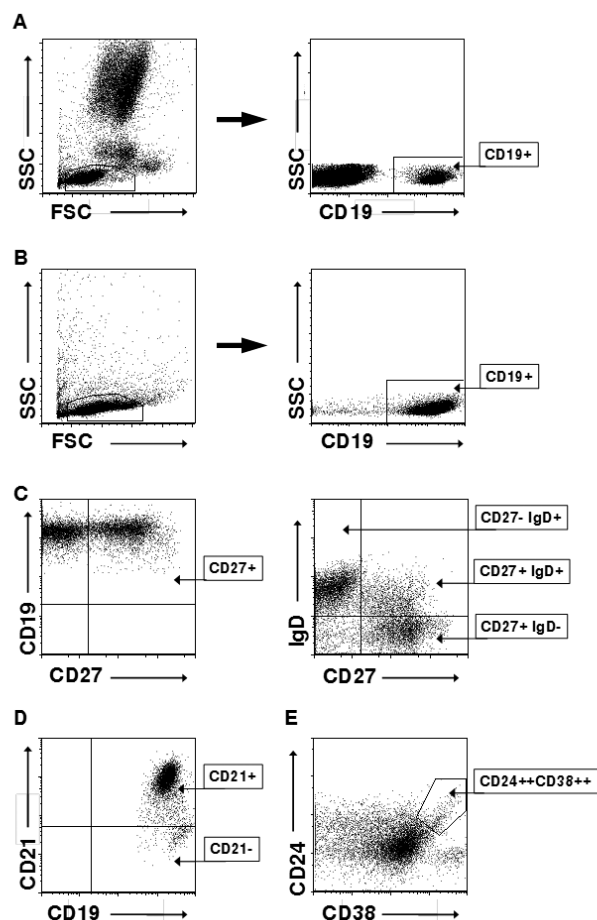 A
SSC
FSC
SSC
CD19
CD19+
B
SSC
FSC
SSC
CD19
CD19+
C
CD19
CD27
CD27+
IgD
CD27
CD27- IgD+
CD27+ IgD+
CD27+ IgD-
D
CD21
CD19
CD21+
CD21-
E
CD24
CD38
CD24++CD38++